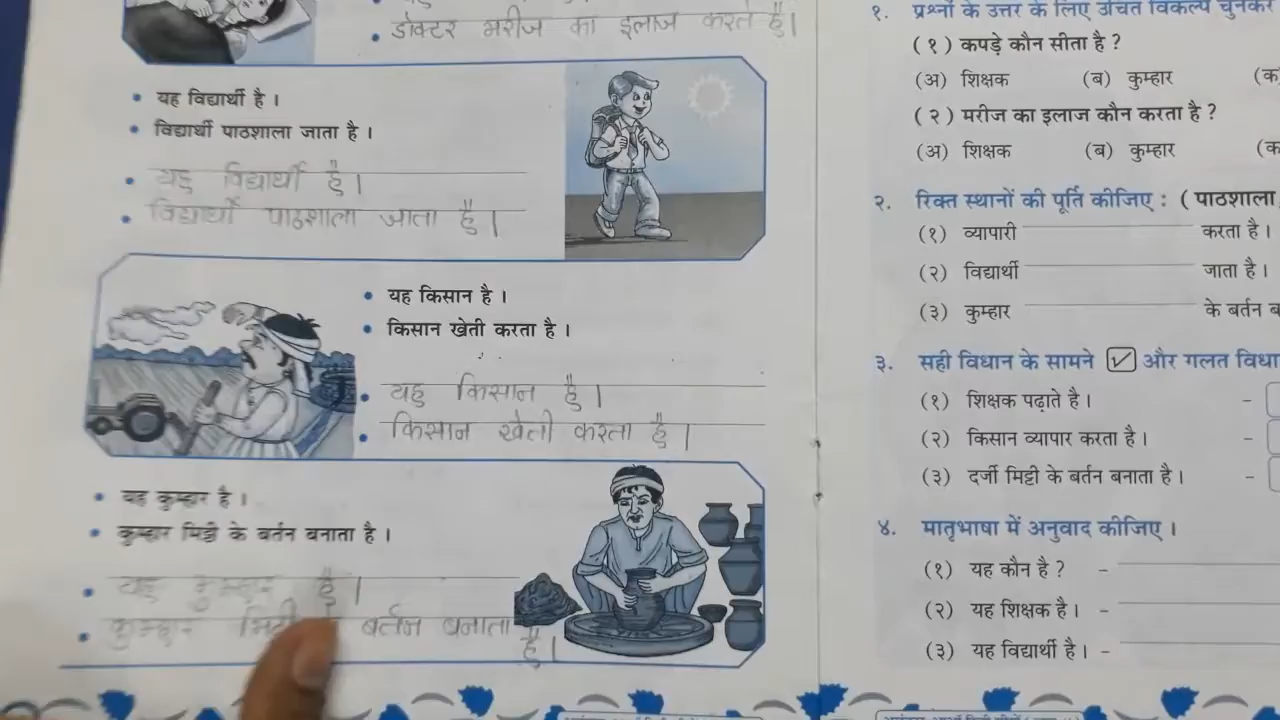 डॉक्टर मरीज का इलाज करते है।
यह विद्यार्थी है ।
विद्यार्थी पाठशाला जाता है ।
यह विद्यार्थी है ।
विद्यार्थी पाठशाला जाता है ।
यह किसान है ।
किसान खेती करता है ।
यह किसान है ।
किसान खेती करता है ।
यह कुम्हार है ।
कुम्हार मिट्टी के बर्तन बनाता है ।
यह कुम्हार है ।
कुम्हार मिट्टी बर्तन बनाता
है ।
१. प्रश्नों के उत्तर के लिए उचित विकल्प चुनकर
(१) कपड़े कौन सीता है ?
(अ) शिक्षक (ब) कुम्हार (क
(२) मरीज का इलाज कौन करता है ?
(अ) शिक्षक (ब) कुम्हार (क
२. रिक्त स्थानों की पूर्ति कीजिए : (पाठशाला,
(१) व्यापारी करता है ।
(२) विद्यार्थी जाता है ।
(३) कुम्हार के बर्तन ब
३. सही विधान के सामने ✓ और गलत विधा
(१) शिक्षक पढ़ाते है । -
(२) किसान व्यापार करता है । -
(३) दर्जी मिट्टी के बर्तन बनाता है । -
४. मातृभाषा में अनुवाद कीजिए ।
(१) यह कौन है ? -
(२) यह शिक्षक है । -
(३) यह विद्यार्थी है । -